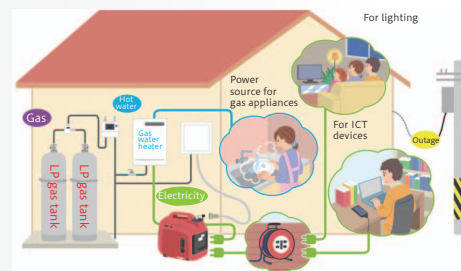 For lighting
Power
source for
gas appliances
Hot
water
Gas
Gas
water
heater
For ICT
devices
Outage
LP gas tank
LP gas tank
Electricity